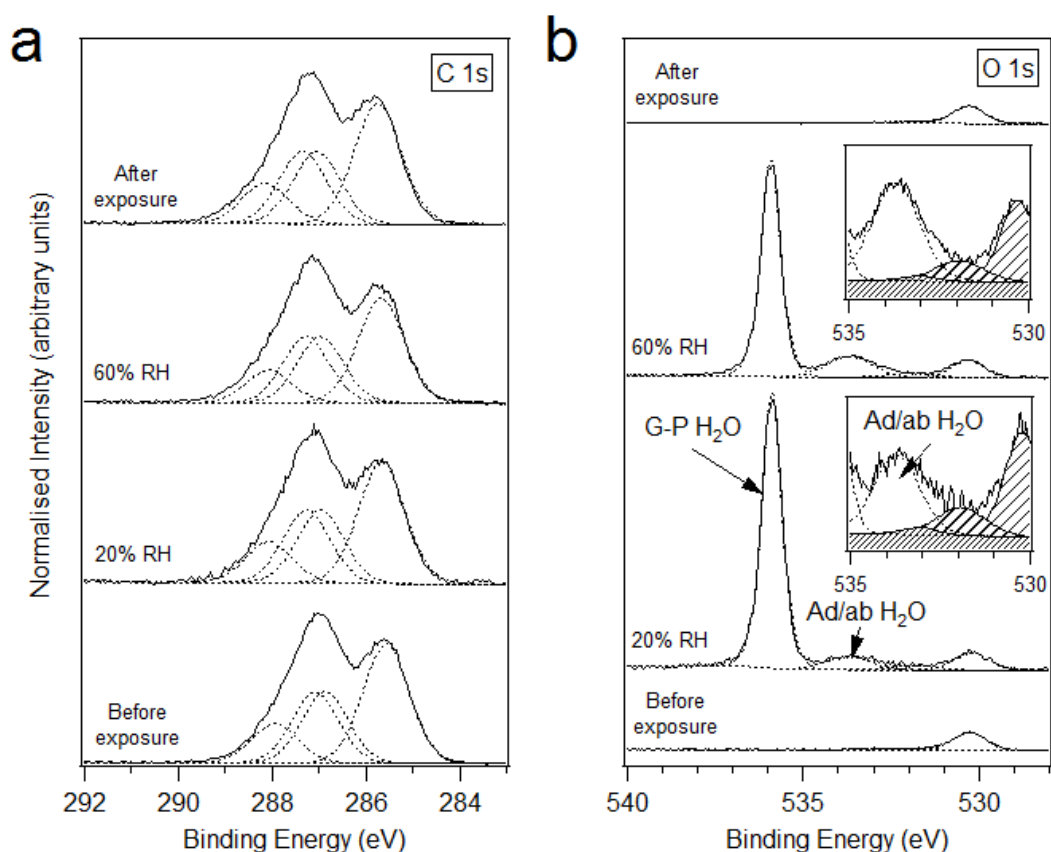 a
C 1s
Normalised Intensity (arbitrary units)
After
exposure
60% RH
20% RH
Before
exposure
292 290 288 286 284
Binding Energy (eV)
b
O 1s
After
exposure
60% RH
535 530
G-P H₂O
Ad/ab H₂O
535 530
Ad/ab H₂O
20% RH
Before
exposure
540 535 530
Binding Energy (eV)